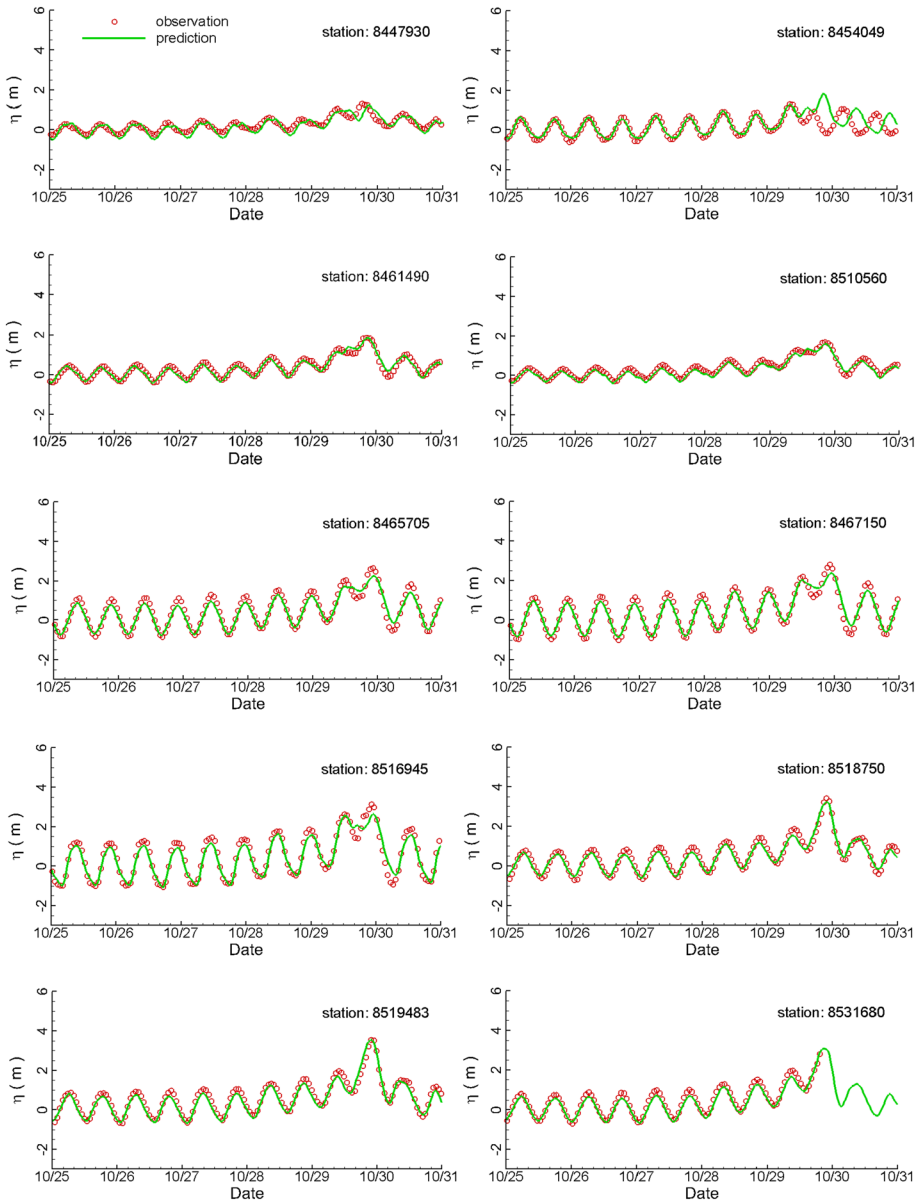 observation
prediction
station: 8447930
η ( m )
6
4
2
0
-2
10/25 10/26 10/27 10/28 10/29 10/30 10/31
Date
station: 8454049
η ( m )
6
4
2
0
-2
10/25 10/26 10/27 10/28 10/29 10/30 10/31
Date
station: 8461490
η ( m )
6
4
2
0
-2
10/25 10/26 10/27 10/28 10/29 10/30 10/31
Date
station: 8510560
η ( m )
6
4
2
0
-2
10/25 10/26 10/27 10/28 10/29 10/30 10/31
Date
station: 8465705
η ( m )
6
4
2
0
-2
10/25 10/26 10/27 10/28 10/29 10/30 10/31
Date
station: 8467150
η ( m )
6
4
2
0
-2
10/25 10/26 10/27 10/28 10/29 10/30 10/31
Date
station: 8516945
η ( m )
6
4
2
0
-2
10/25 10/26 10/27 10/28 10/29 10/30 10/31
Date
station: 8518750
η ( m )
6
4
2
0
-2
10/25 10/26 10/27 10/28 10/29 10/30 10/31
Date
station: 8519483
η ( m )
6
4
2
0
-2
10/25 10/26 10/27 10/28 10/29 10/30 10/31
Date
station: 8531680
η ( m )
6
4
2
0
-2
10/25 10/26 10/27 10/28 10/29 10/30 10/31
Date